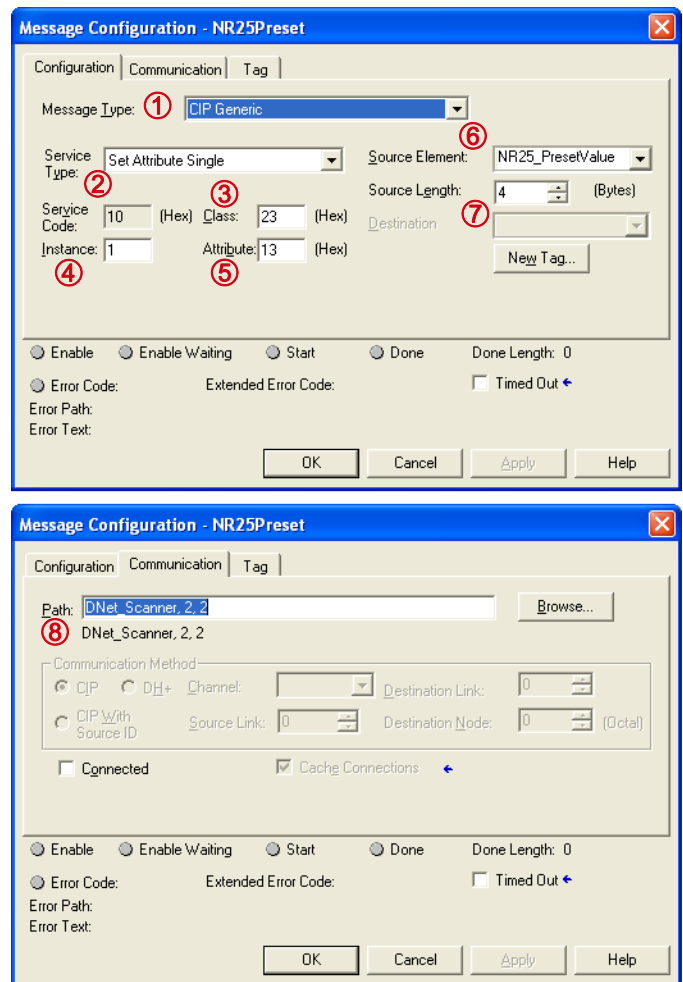 Message Configuration - NR25Preset
Configuration Communication Tag
Message Type: ① CIP Generic
⑥
Service Type: Set Attribute Single Source Element: NR25_PresetValue
② ③ Source Length: 4 (Bytes)
Service Code: 10 (Hex) Class: 23 (Hex) ⑦ Destination
Instance: 1 Attribute: 13 (Hex) New Tag...
④ ⑤
Enable Enable Waiting Start Done Done Length: 0
Error Code: Extended Error Code: Timed Out ←
Error Path:
Error Text:
OK Cancel Apply Help
Message Configuration - NR25Preset
Configuration Communication Tag
Path: DNet_Scanner, 2, 2 Browse...
⑧ DNet_Scanner, 2, 2
Communication Method
CIP DH+ Channel: Destination Link: 0
CIP With Source ID Source Link: 0 Destination Node: 0 (Octal)
Connected Cache Connections ←
Enable Enable Waiting Start Done Done Length: 0
Error Code: Extended Error Code: Timed Out ←
Error Path:
Error Text:
OK Cancel Apply Help